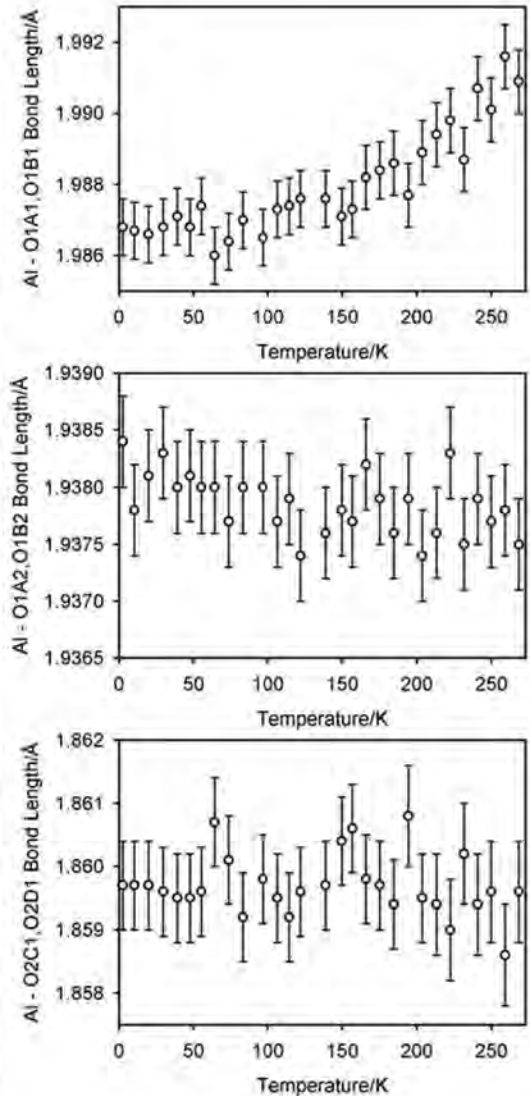 1.992
1.990
1.988
1.986
Al - O1A1,O1B1 Bond Length/Å
0 50 100 150 200 250
Temperature/K
1.9390
1.9385
1.9380
1.9375
1.9370
1.9365
Al - O1A2,O1B2 Bond Length/Å
0 50 100 150 200 250
Temperature/K
1.862
1.861
1.860
1.859
1.858
Al - O2C1,O2D1 Bond Length/Å
0 50 100 150 200 250
Temperature/K